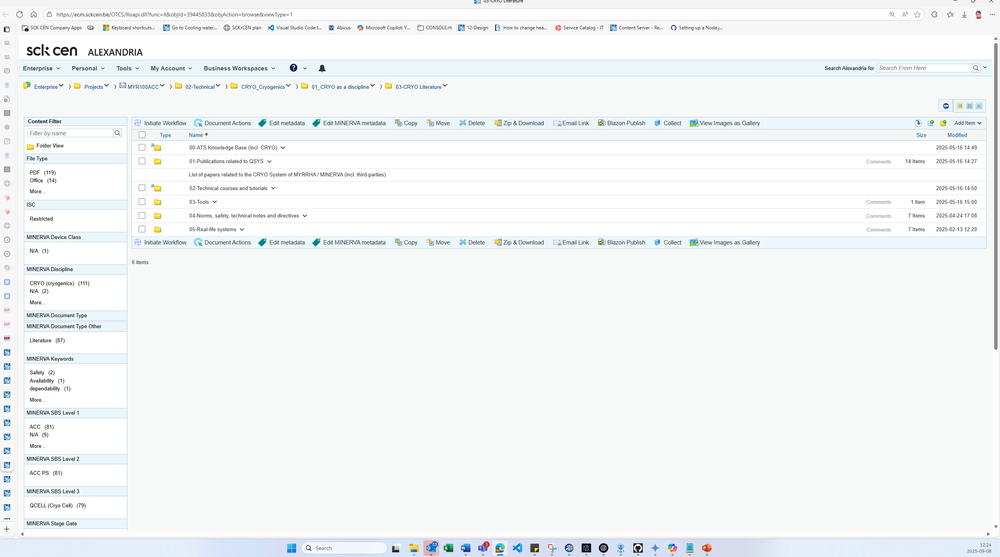 03-CRYO Literature
https://ecm.sckcen.be/OTCS/llisapi.dll?func=ll&objId=39445833&objAction=browse&viewType=1
SCK CEN Company Apps
Keyboard shortcuts...
Go to Cooling water...
SCK•CEN plan
Visual Studio Code t...
Abicus
Microsoft Copilot: Y...
CONSOLE.rh
12-Design
How to change hea...
Service Catalog - IT
Content Server - Re...
Setting up a Node.j...
sck cen ALEXANDRIA
Enterprise Personal Tools My Account Business Workspaces ?
Search Alexandria for Search From Here
Enterprise > Projects > MYR100ACC > 02-Technical > CRYO_Cryogenics > 01_CRYO as a discipline > 03-CRYO Literature
Content Filter
Filter by name
Folder View
File Type
PDF (119)
Office (14)
More...
ISC
Restricted
MINERVA Device Class
N/A (1)
MINERVA Discipline
CRYO (cryogenics) (111)
N/A (2)
More...
MINERVA Document Type
MINERVA Document Type Other
Literature (87)
MINERVA Keywords
Safety (2)
Availability (1)
dependability (1)
More...
MINERVA SBS Level 1
ACC (81)
N/A (9)
More...
MINERVA SBS Level 2
ACC PS (81)
MINERVA SBS Level 3
QCELL (Cryo Cell) (79)
MINERVA Stage Gate
Initiate Workflow Document Actions Edit metadata Edit MINERVA metadata Copy Move Delete Zip & Download Email Link Blazon Publish Collect View Images as Gallery Add Item
Type Name Size Modified
00-ATS Knowledge Base (incl. CRYO) 2025-05-16 14:49
01-Publications related to QSYS Comments 14 Items 2025-05-16 14:27
List of papers related to the CRYO System of MYRRHA / MINERVA (incl. third-parties)
02-Technical courses and tutorials 2025-05-16 14:50
03-Tools Comments 1 Item 2025-05-16 15:00
04-Norms, safety, technical notes and directives Comments 7 Items 2025-04-24 17:08
05-Real-life systems Comments 7 Items 2025-02-13 12:20
Initiate Workflow Document Actions Edit metadata Edit MINERVA metadata Copy Move Delete Zip & Download Email Link Blazon Publish Collect View Images as Gallery
6 items
sck cen
sck cen
IOP
IOP
IOP
Search
3
12:24
2025-09-08